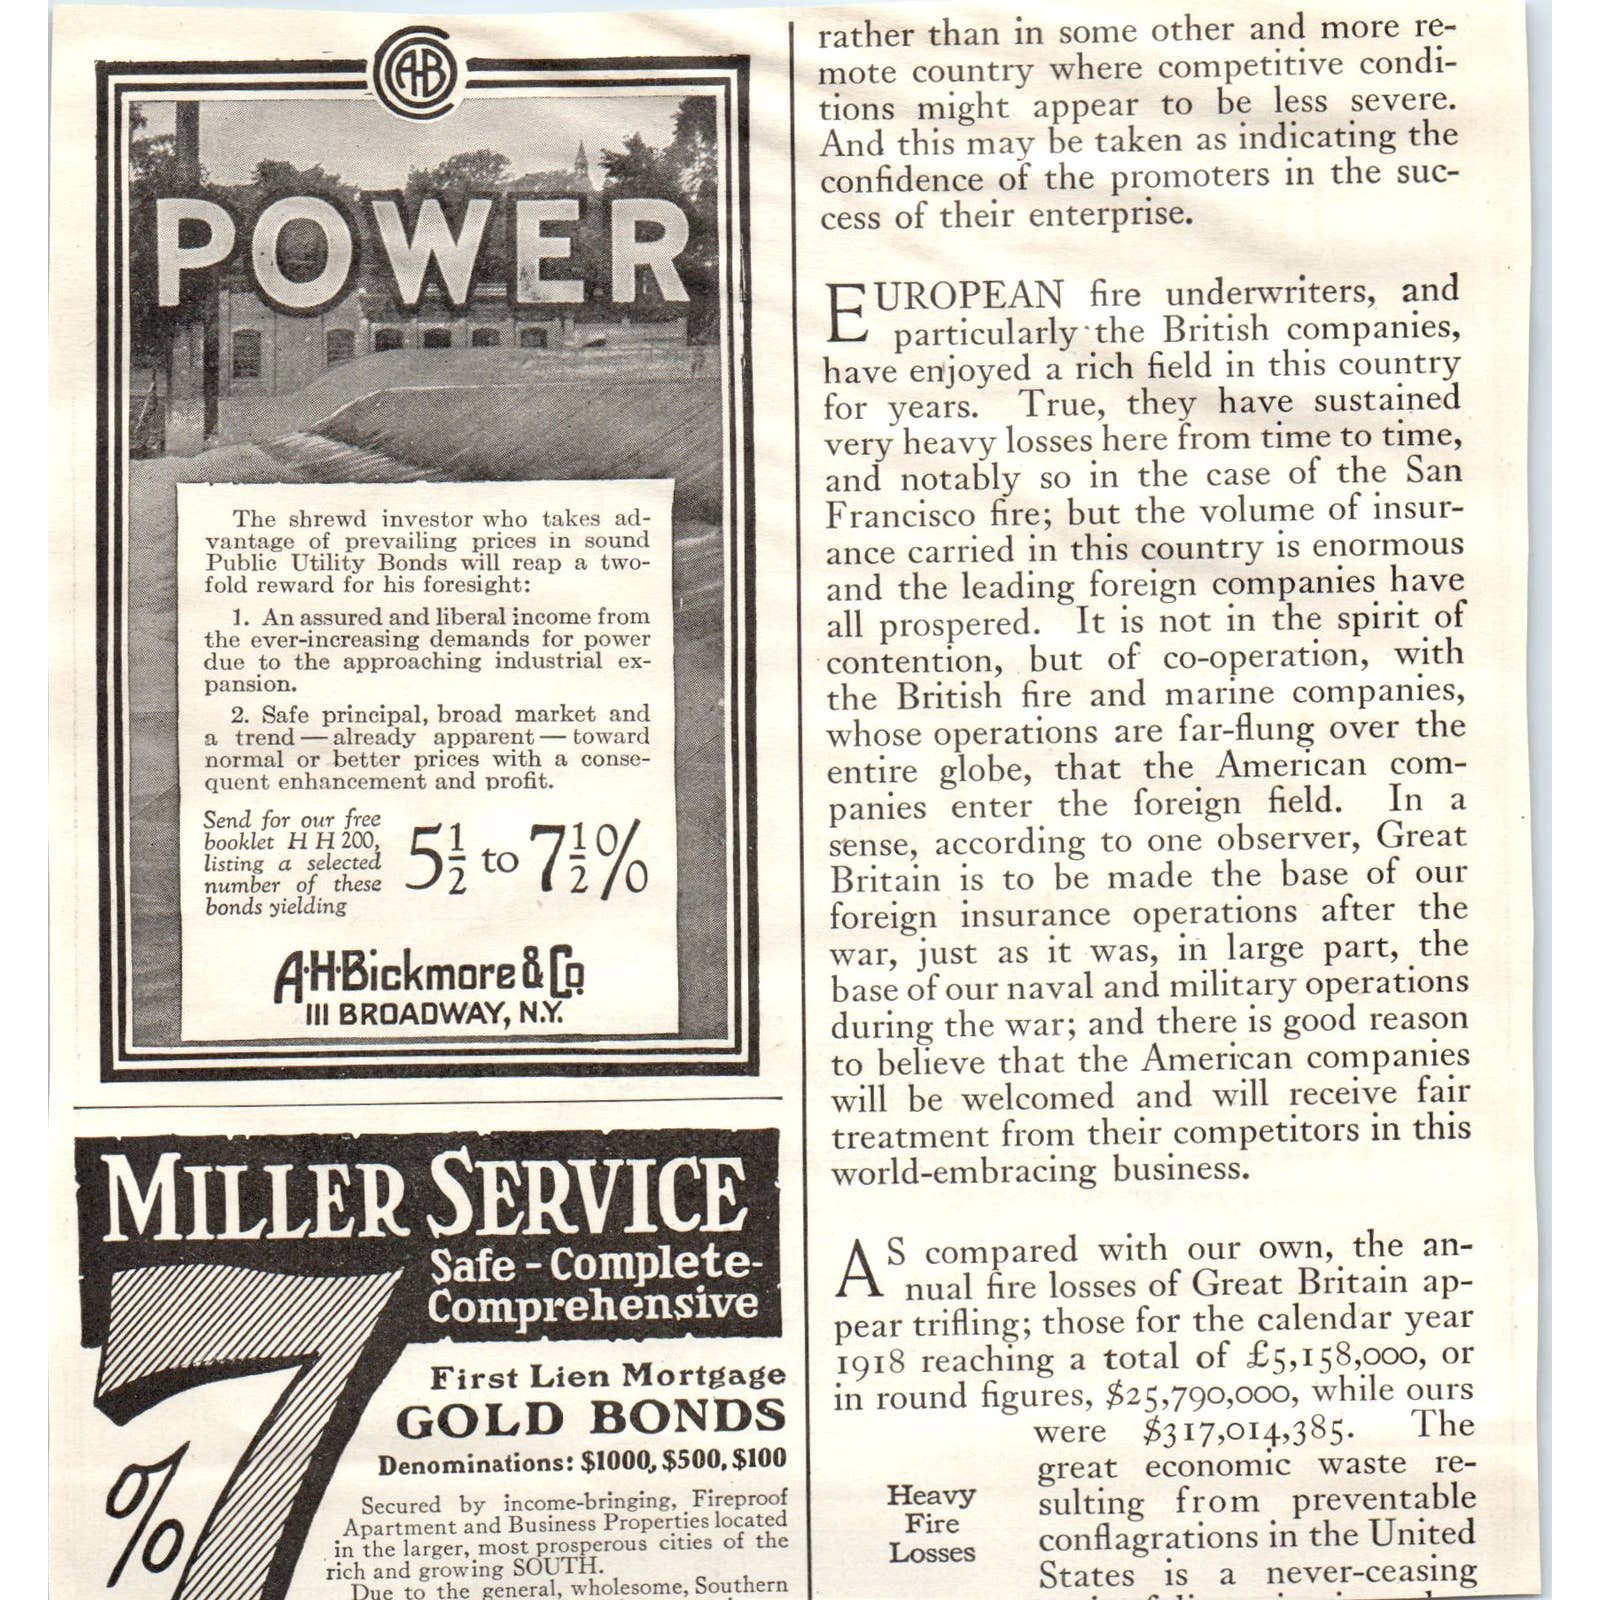 AHB CO
POWER
The shrewd investor who takes ad-
vantage of prevailing prices in sound
Public Utility Bonds will reap a two-
fold reward for his foresight:
1. An assured and liberal income from
the ever-increasing demands for power
due to the approaching industrial ex-
pansion.
2. Safe principal, broad market and
a trend — already apparent — toward
normal or better prices with a conse-
quent enhancement and profit.
Send for our free
booklet H H 200,
listing a selected
number of these
bonds yielding
5½ to 7½%
A·H·Bickmore & Co.
111 BROADWAY, N.Y.
MILLER SERVICE
Safe - Complete-
Comprehensive
7%
First Lien Mortgage
GOLD BONDS
Denominations: $1000, $500, $100
Secured by income-bringing, Fireproof
Apartment and Business Properties located
in the larger, most prosperous cities of the
rich and growing SOUTH.
Due to the general, wholesome, Southern
rather than in some other and more re-
mote country where competitive condi-
tions might appear to be less severe.
And this may be taken as indicating the
confidence of the promoters in the suc-
cess of their enterprise.
EUROPEAN fire underwriters, and
particularly the British companies,
have enjoyed a rich field in this country
for years. True, they have sustained
very heavy losses here from time to time,
and notably so in the case of the San
Francisco fire; but the volume of insur-
ance carried in this country is enormous
and the leading foreign companies have
all prospered. It is not in the spirit of
contention, but of co-operation, with
the British fire and marine companies,
whose operations are far-flung over the
entire globe, that the American com-
panies enter the foreign field. In a
sense, according to one observer, Great
Britain is to be made the base of our
foreign insurance operations after the
war, just as it was, in large part, the
base of our naval and military operations
during the war; and there is good reason
to believe that the American companies
will be welcomed and will receive fair
treatment from their competitors in this
world-embracing business.
AS compared with our own, the an-
nual fire losses of Great Britain ap-
pear trifling; those for the calendar year
1918 reaching a total of £5,158,000, or
in round figures, $25,790,000, while ours
were $317,014,385. The
great economic waste re-
sulting from preventable
conflagrations in the United
States is a never-ceasing
Heavy
Fire
Losses